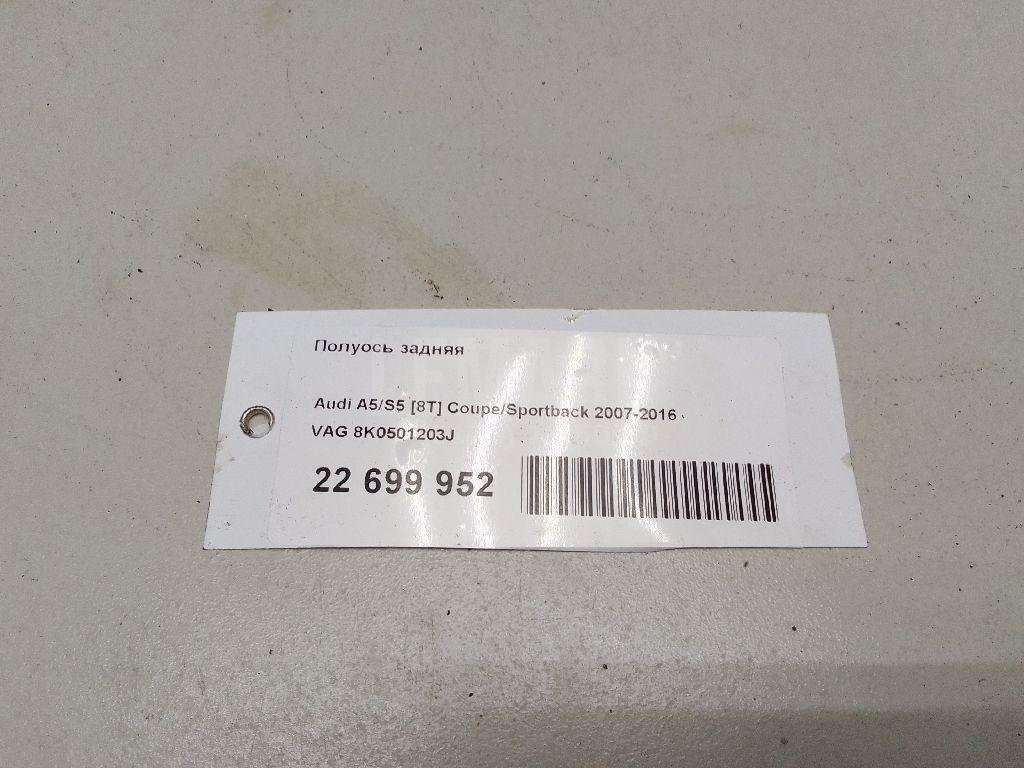 Полуось задняя
Audi A5/S5 [8T] Coupe/Sportback 2007-2016
VAG 8K0501203J
22 699 952